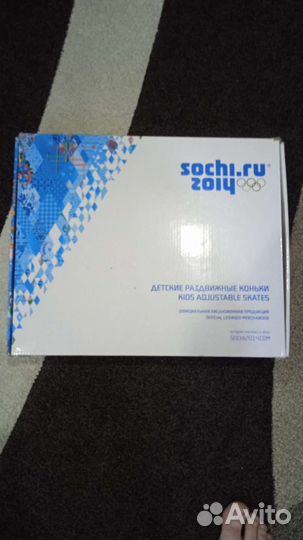 sochi.ru
2014
ДЕТСКИЕ РАЗДВИЖНЫЕ КОНЬКИ
KIDS ADJUSTABLE SKATES
ОФИЦИАЛЬНАЯ ЛИЦЕНЗИОННАЯ ПРОДУКЦИЯ
OFFICIAL LICENSED MERCHANDISE
SOCHI2014.COM
Avito